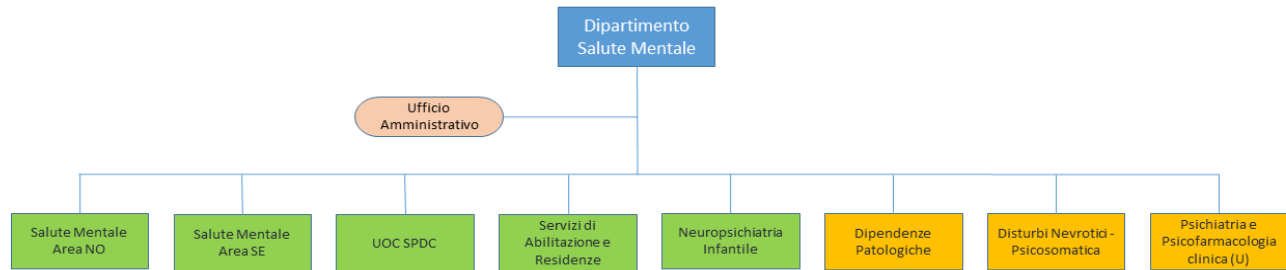 Dipartimento
Salute Mentale
Ufficio
Amministrativo
Salute Mentale
Area NO
Salute Mentale
Area SE
UOC SPDC
Servizi di
Abilitazione e
Residenze
Neuropsichiatria
Infantile
Dipendenze
Patologiche
Disturbi Nevrotici -
Psicosomatica
Psichiatria e
Psicofarmacologia
clinica (U)